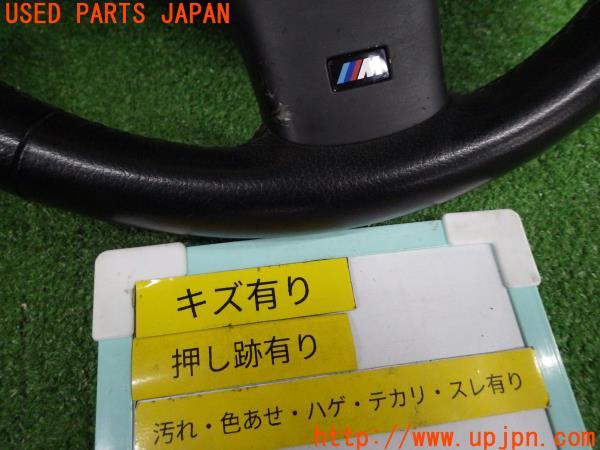 USED PARTS JAPAN
M
キズ有り
押し跡有り
汚れ・色あせ・ハゲ・テカリ・スレ有り
http://www.upjpn.com